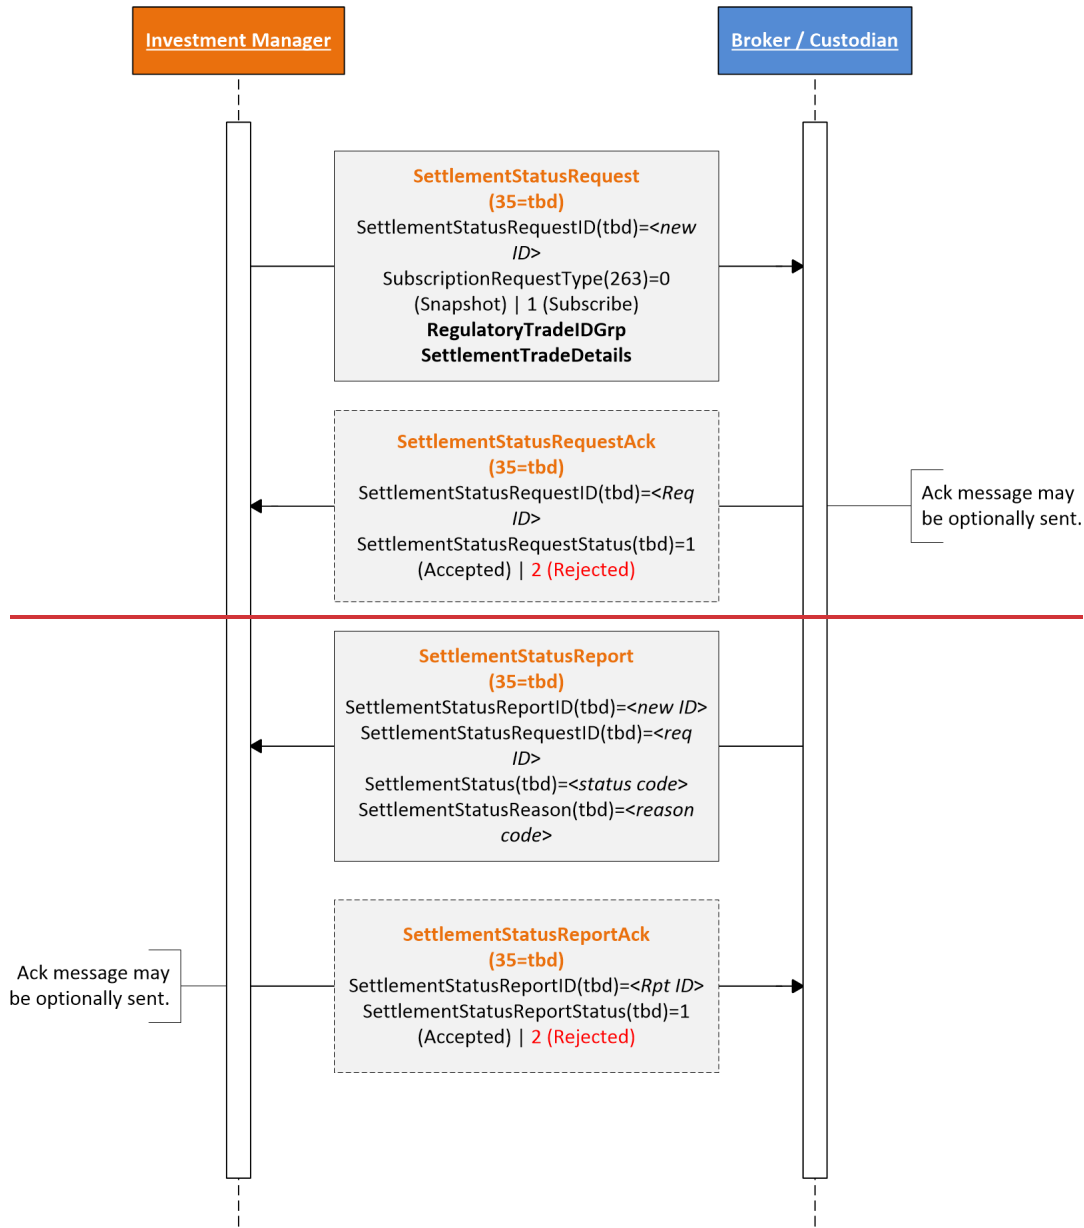 Investment Manager
Broker / Custodian
SettlementStatusRequest
(35=tbd)
SettlementStatusRequestID(tbd)=<new
ID>
SubscriptionRequestType(263)=0
(Snapshot) | 1 (Subscribe)
RegulatoryTradeIDGrp
SettlementTradeDetails
SettlementStatusRequestAck
(35=tbd)
SettlementStatusRequestID(tbd)=<Req
ID>
SettlementStatusRequestStatus(tbd)=1
(Accepted) | 2 (Rejected)
Ack message may
be optionally sent.
SettlementStatusReport
(35=tbd)
SettlementStatusReportID(tbd)=<new ID>
SettlementStatusRequestID(tbd)=<req
ID>
SettlementStatus(tbd)=<status code>
SettlementStatusReason(tbd)=<reason
code>
Ack message may
be optionally sent.
SettlementStatusReportAck
(35=tbd)
SettlementStatusReportID(tbd)=<Rpt ID>
SettlementStatusReportStatus(tbd)=1
(Accepted) | 2 (Rejected)